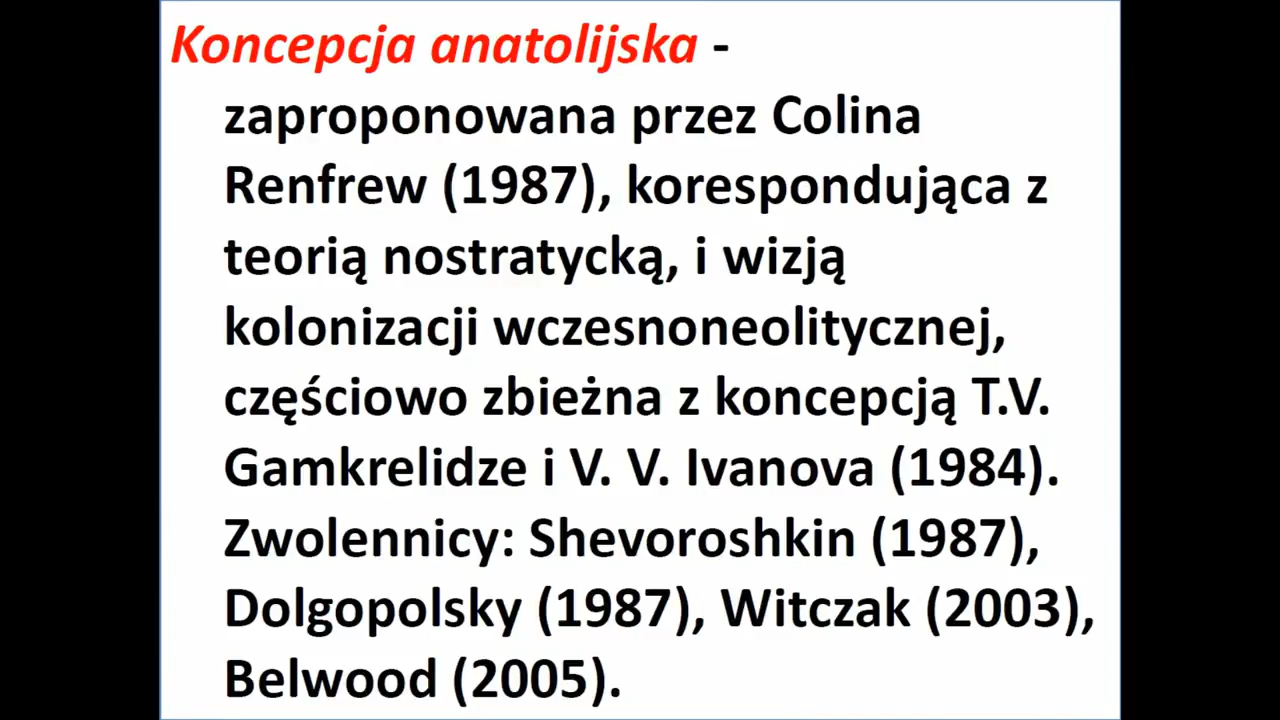 Koncepcja anatolijska -
zaproponowana przez Colina
Renfrew (1987), korespondująca z
teorią nostratycką, i wizją
kolonizacji wczesnoneolitycznej,
częściowo zbieżna z koncepcją T.V.
Gamkrelidze i V. V. Ivanova (1984).
Zwolennicy: Shevoroshkin (1987),
Dolgopolsky (1987), Witczak (2003),
Belwood (2005).